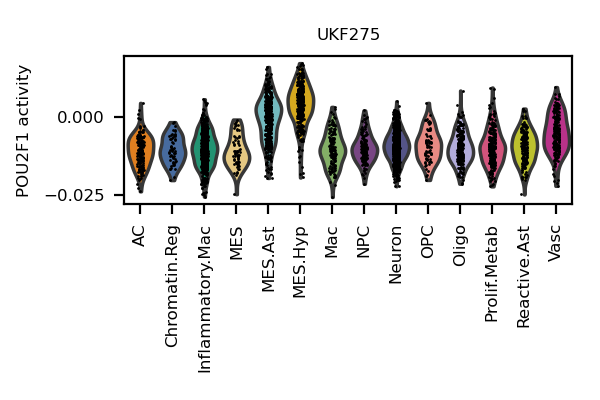 UKF275
POU2F1 activity
0.000
−0.025
AC
Chromatin.Reg
Inflammatory.Mac
MES
MES.Ast
MES.Hyp
Mac
NPC
Neuron
OPC
Oligo
Prolif.Metab
Reactive.Ast
Vasc